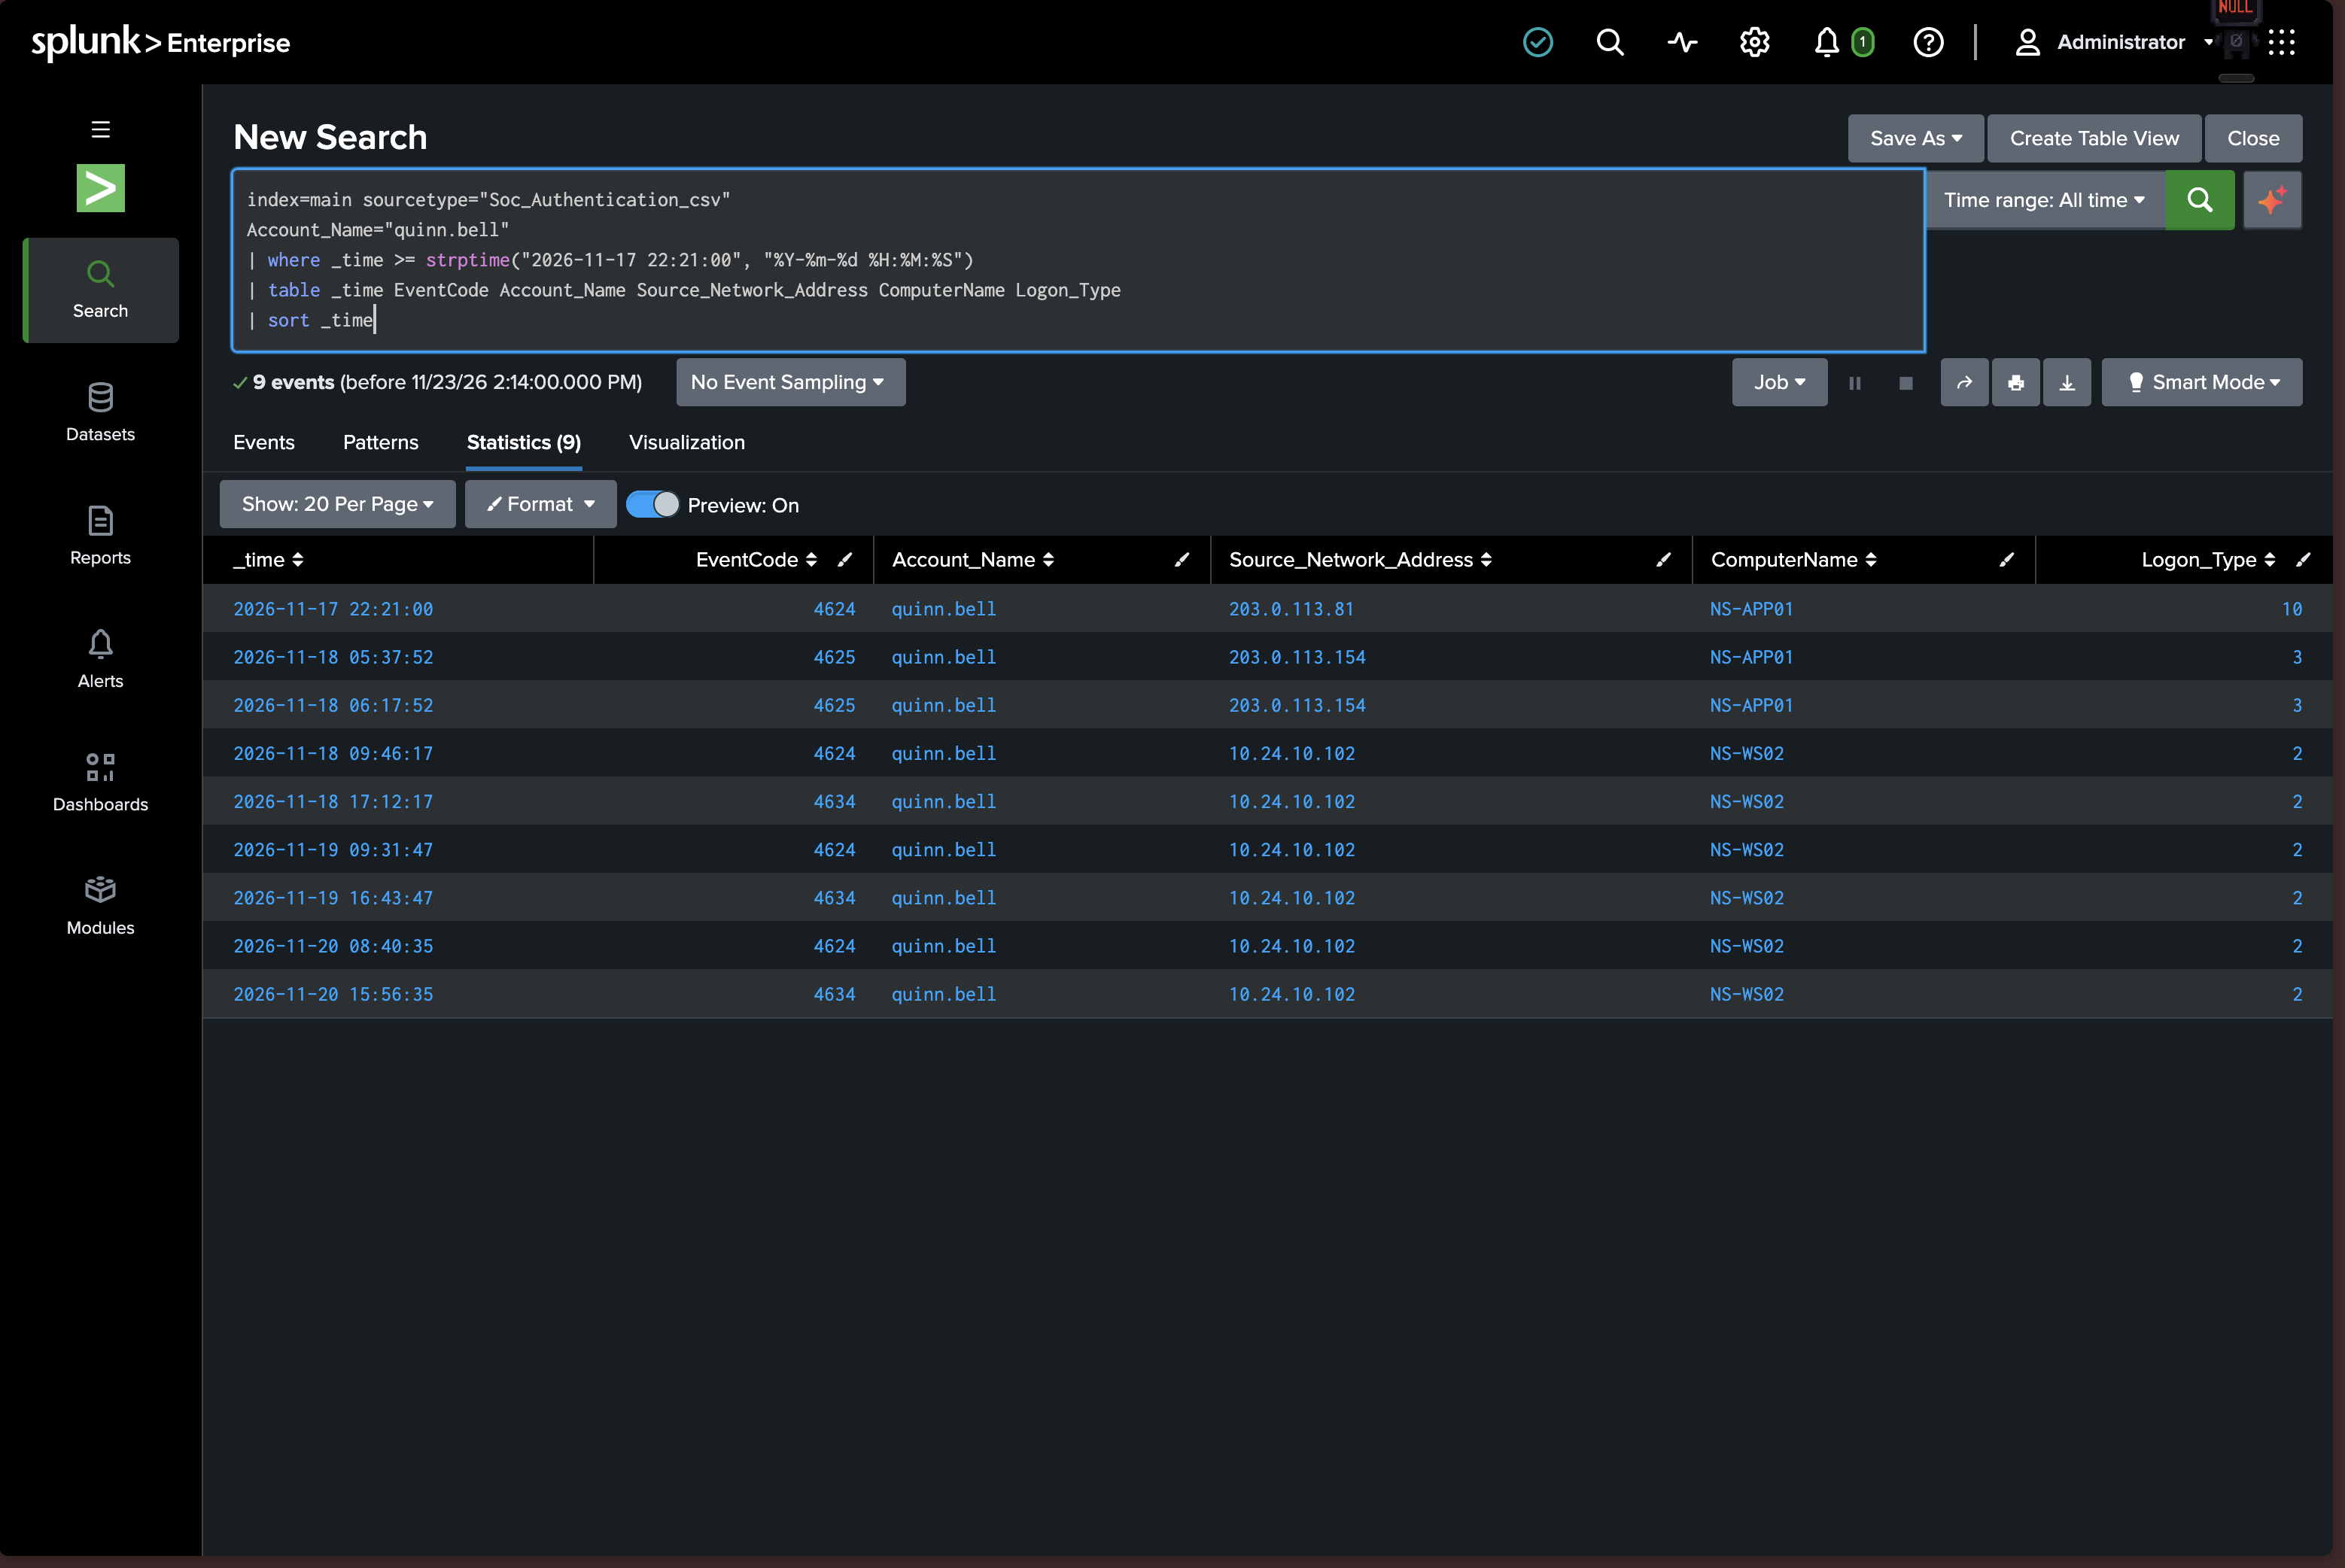 NULL
splunk> Enterprise
1
Administrator
New Search
Save As
Create Table View
Close
index=main sourcetype="Soc_Authentication_csv"
Account_Name="quinn.bell"
| where _time >= strptime("2026-11-17 22:21:00", "%Y-%m-%d %H:%M:%S")
| table _time EventCode Account_Name Source_Network_Address ComputerName Logon_Type
| sort _time
Time range: All time
Search
Datasets
Reports
Alerts
Dashboards
Modules
9 events (before 11/23/26 2:14:00.000 PM)
No Event Sampling
Job
Smart Mode
Events
Patterns
Statistics (9)
Visualization
Show: 20 Per Page
Format
Preview: On
_time EventCode Account_Name Source_Network_Address ComputerName Logon_Type
2026-11-17 22:21:00 4624 quinn.bell 203.0.113.81 NS-APP01 10
2026-11-18 05:37:52 4625 quinn.bell 203.0.113.154 NS-APP01 3
2026-11-18 06:17:52 4625 quinn.bell 203.0.113.154 NS-APP01 3
2026-11-18 09:46:17 4624 quinn.bell 10.24.10.102 NS-WS02 2
2026-11-18 17:12:17 4634 quinn.bell 10.24.10.102 NS-WS02 2
2026-11-19 09:31:47 4624 quinn.bell 10.24.10.102 NS-WS02 2
2026-11-19 16:43:47 4634 quinn.bell 10.24.10.102 NS-WS02 2
2026-11-20 08:40:35 4624 quinn.bell 10.24.10.102 NS-WS02 2
2026-11-20 15:56:35 4634 quinn.bell 10.24.10.102 NS-WS02 2